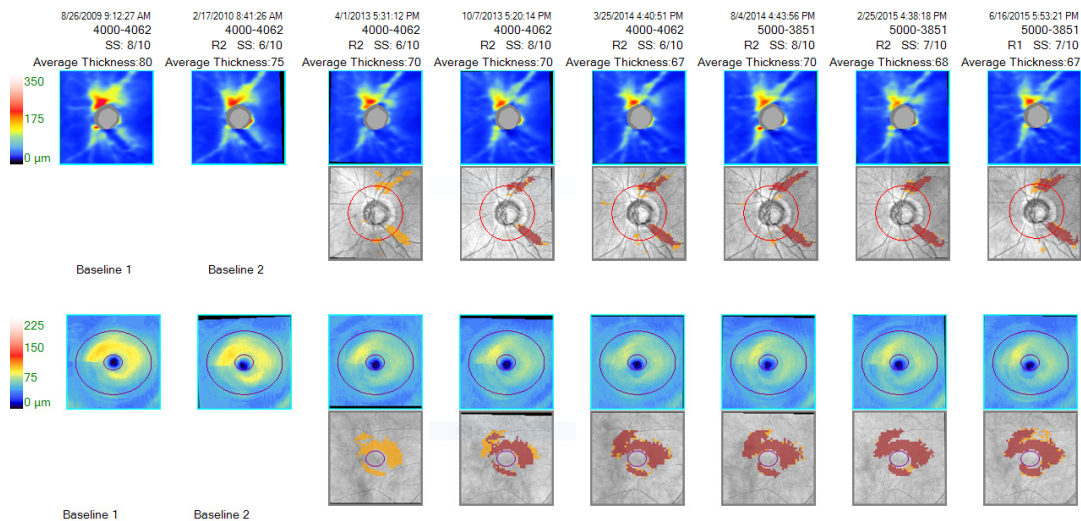 8/26/2009 9:12:27 AM 2/17/2010 8:41:26 AM 4/1/2013 5:31:12 PM 10/7/2013 5:20:14 PM 3/25/2014 4:40:51 PM 8/4/2014 4:43:56 PM 2/25/2015 4:38:18 PM 6/16/2015 5:53:21 PM
4000-4062 4000-4062 4000-4062 4000-4062 4000-4062 5000-3851 5000-3851 5000-3851
SS: 8/10 R2 SS: 6/10 R2 SS: 6/10 R2 SS: 7/10 R2 SS: 6/10 R2 SS: 8/10 R2 SS: 7/10 R1 SS: 7/10
Average Thickness:80 Average Thickness:75 Average Thickness:70 Average Thickness:70 Average Thickness:67 Average Thickness:70 Average Thickness:68 Average Thickness:67
350
175
0 µm
Baseline 1 Baseline 2
225
150
75
0 µm
Baseline 1 Baseline 2